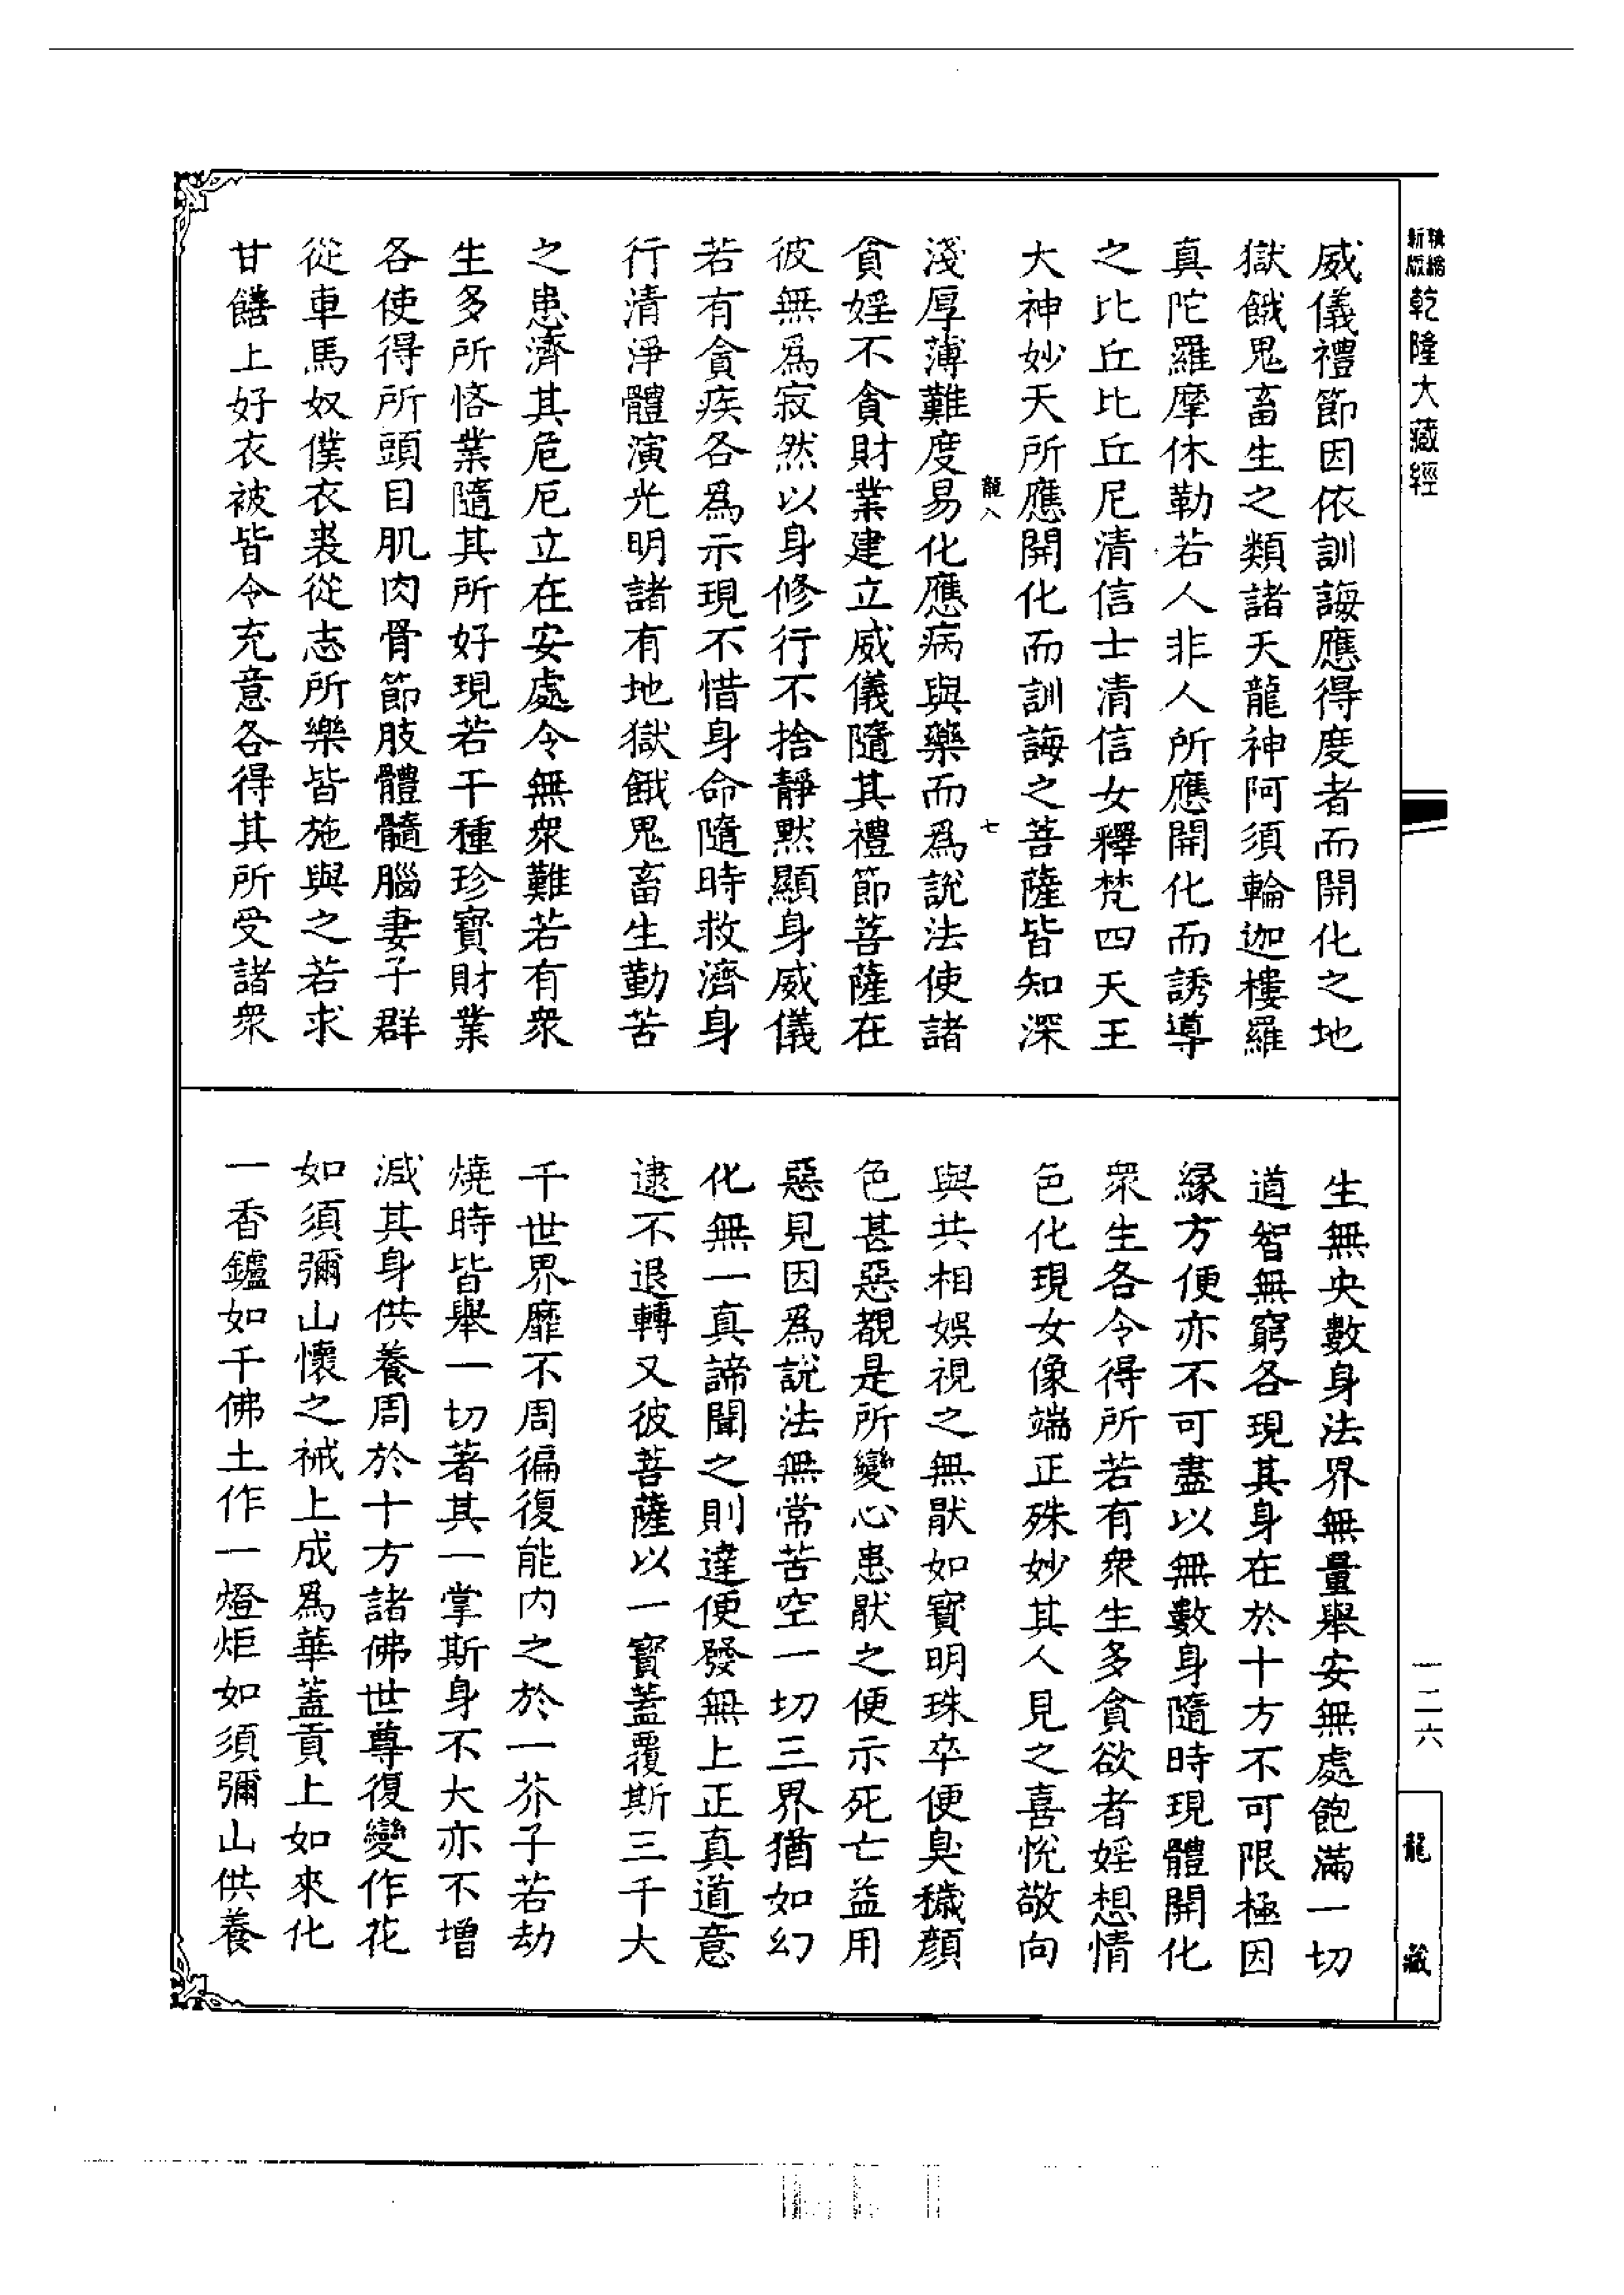 新版
乾隆大藏經
一二六
龍藏
威儀禮節因依訓誨應得度者而開化之地
獄餓鬼畜生之類諸天龍神阿須輪迦樓羅
真陀羅摩休勒若人非人所應開化而誘導
之比丘比丘尼清信士清信女釋梵四天王
大神妙天所應開化而訓誨之菩薩皆知深
龍八
七
淺厚薄難度易化應病與藥而爲說法使諸
貪婬不貪財業建立威儀隨其禮節菩薩在
彼無爲寂然以身修行不捨靜默顯身威儀
若有貪疾各爲示現不惜身命隨時救濟身
行清淨體演光明諸有地獄餓鬼畜生勤苦
之患濟其危厄立在安處令無衆難若有衆
生多所悋業隨其所好現若干種珍寶財業
各使得所頭目肌肉骨節肢體髓腦妻子群
從車馬奴僕衣裘從志所樂皆施與之若求
甘饍上好衣被皆令充意各得其所受諸衆
生無央數身法界無量舉安無處飽滿一切
道智無窮各現其身在於十方不可限極因
緣方便亦不可盡以無數身隨時現體開化
衆生各令得所若有衆生多貪欲者婬想情
色化現女像端正殊妙其人見之喜悅敬向
與共相娛視之無猒如寶明珠卒便臭穢顏
色甚惡覩是所變心患猒之便示死亡益用
惡見因爲說法無常苦空一切三界猶如幻
化無一真諦聞之則達便發無上正真道意
逮不退轉又彼菩薩以一寶蓋覆斯三千大
千世界靡不周徧復能内之於一芥子若劫
燒時皆舉一切著其一掌斯身不大亦不增
減其身供養周於十方諸佛世尊復變作花
如須彌山懷之祴上成爲華蓋貢上如來化
一香鑪如千佛土作一燈炬如須彌山供養